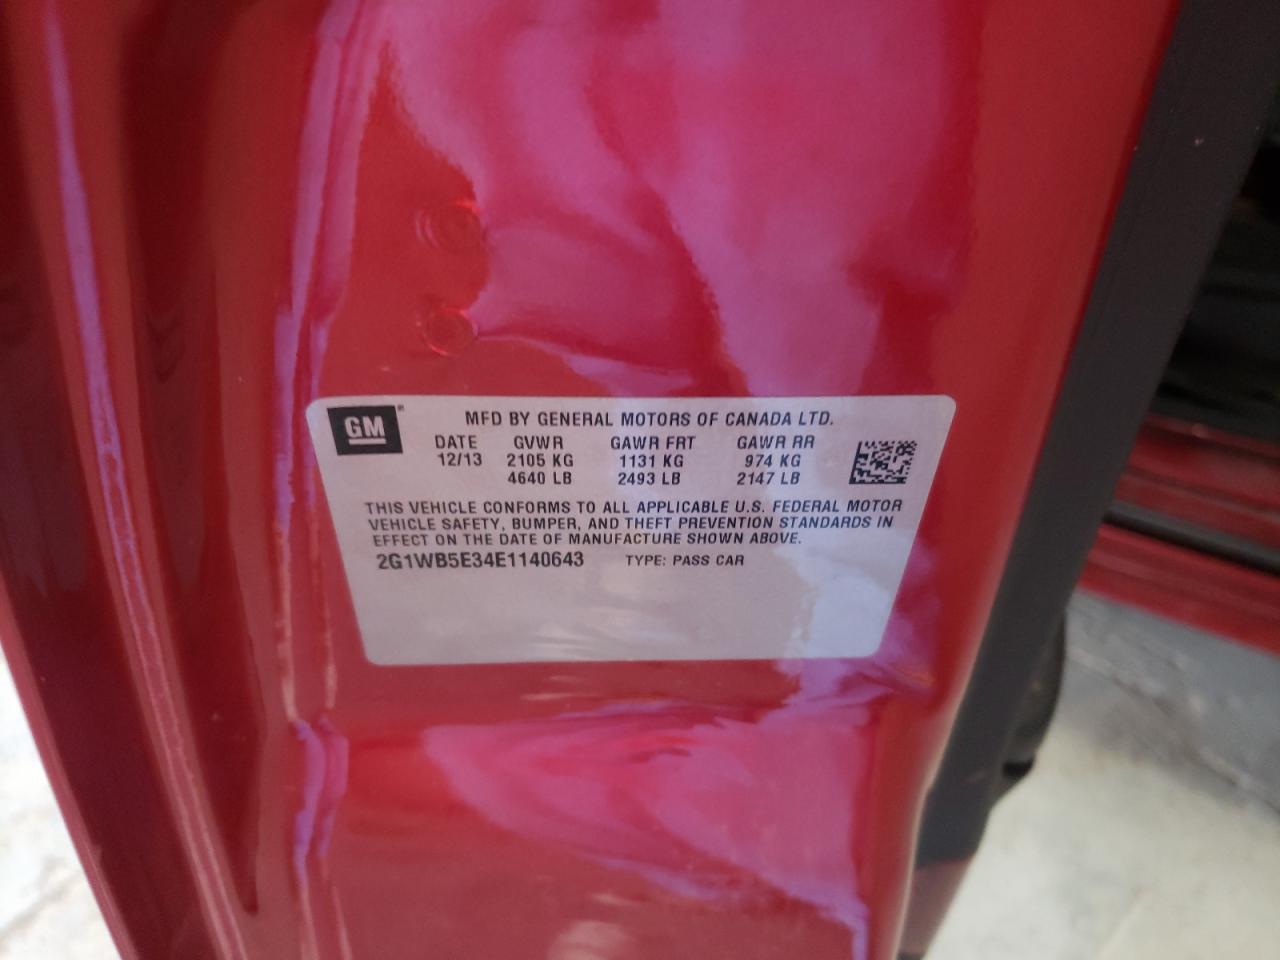 GM
MFD BY GENERAL MOTORS OF CANADA LTD.
DATE GVWR GAWR FRT GAWR RR
12/13 2105 KG 1131 KG 974 KG
4640 LB 2493 LB 2147 LB
THIS VEHICLE CONFORMS TO ALL APPLICABLE U.S. FEDERAL MOTOR
VEHICLE SAFETY, BUMPER, AND THEFT PREVENTION STANDARDS IN
EFFECT ON THE DATE OF MANUFACTURE SHOWN ABOVE.
2G1WB5E34E1140643 TYPE: PASS CAR